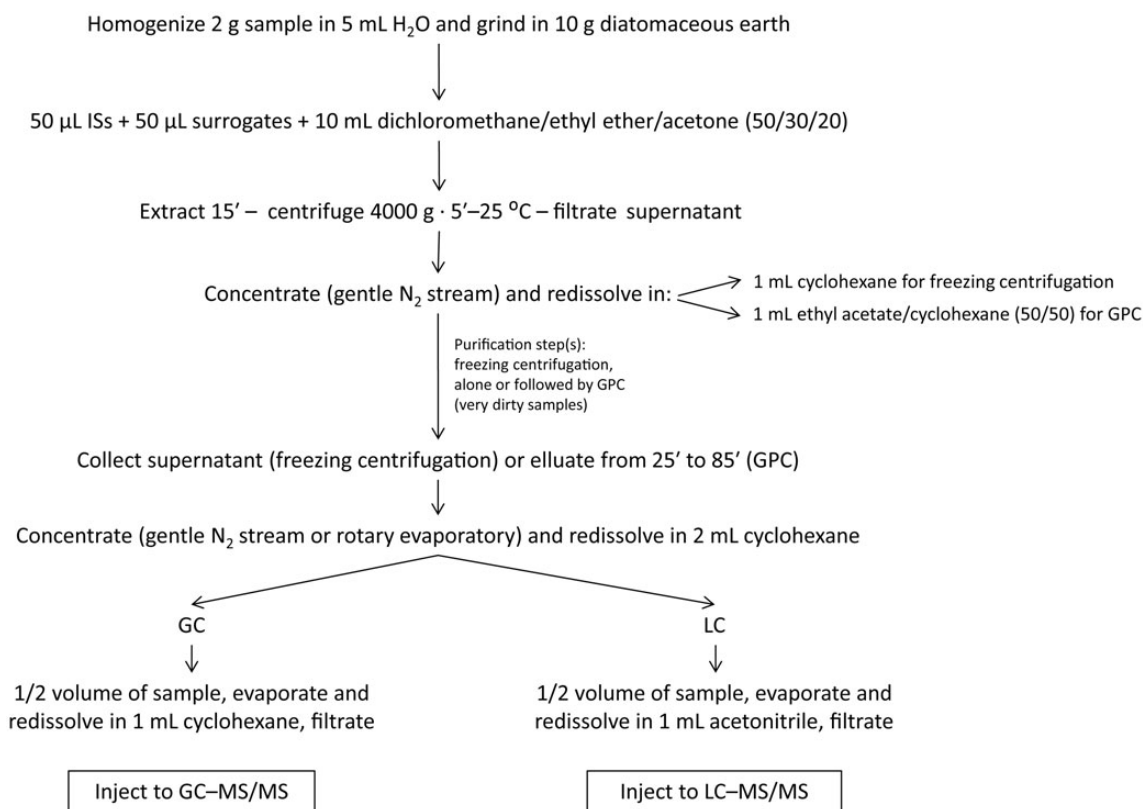 Homogenize 2 g sample in 5 mL H₂O and grind in 10 g diatomaceous earth
50 µL ISs + 50 µL surrogates + 10 mL dichloromethane/ethyl ether/acetone (50/30/20)
Extract 15′ – centrifuge 4000 g · 5′–25 °C – filtrate supernatant
Concentrate (gentle N₂ stream) and redissolve in:
1 mL cyclohexane for freezing centrifugation
1 mL ethyl acetate/cyclohexane (50/50) for GPC
Purification step(s):
freezing centrifugation,
alone or followed by GPC
(very dirty samples)
Collect supernatant (freezing centrifugation) or elluate from 25′ to 85′ (GPC)
Concentrate (gentle N₂ stream or rotary evaporatory) and redissolve in 2 mL cyclohexane
GC
1/2 volume of sample, evaporate and
redissolve in 1 mL cyclohexane, filtrate
Inject to GC–MS/MS
LC
1/2 volume of sample, evaporate and
redissolve in 1 mL acetonitrile, filtrate
Inject to LC–MS/MS